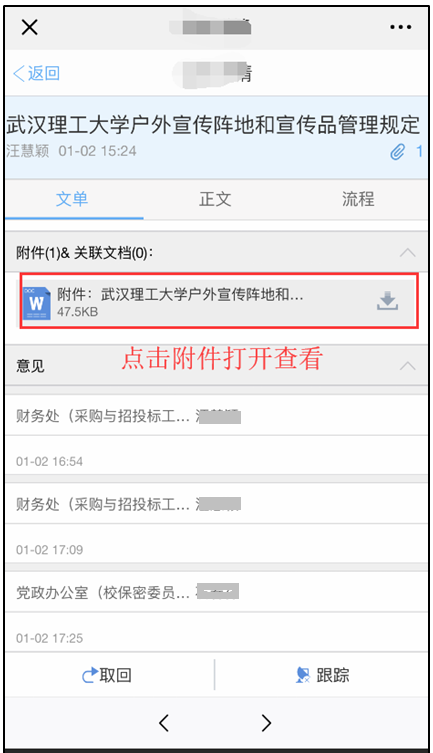 返回
情
武汉理工大学户外宣传阵地和宣传品管理规定
汪慧颖 01-02 15:24
1
文单 正文 流程
附件(1)& 关联文档(0)：
DOC
W
附件：武汉理工大学户外宣传阵地和…
47.5KB
点击附件打开查看
意见
财务处（采购与招投标工…
01-02 16:54
财务处（采购与招投标工…
01-02 17:09
党政办公室（校保密委员…
01-02 17:25
取回 跟踪